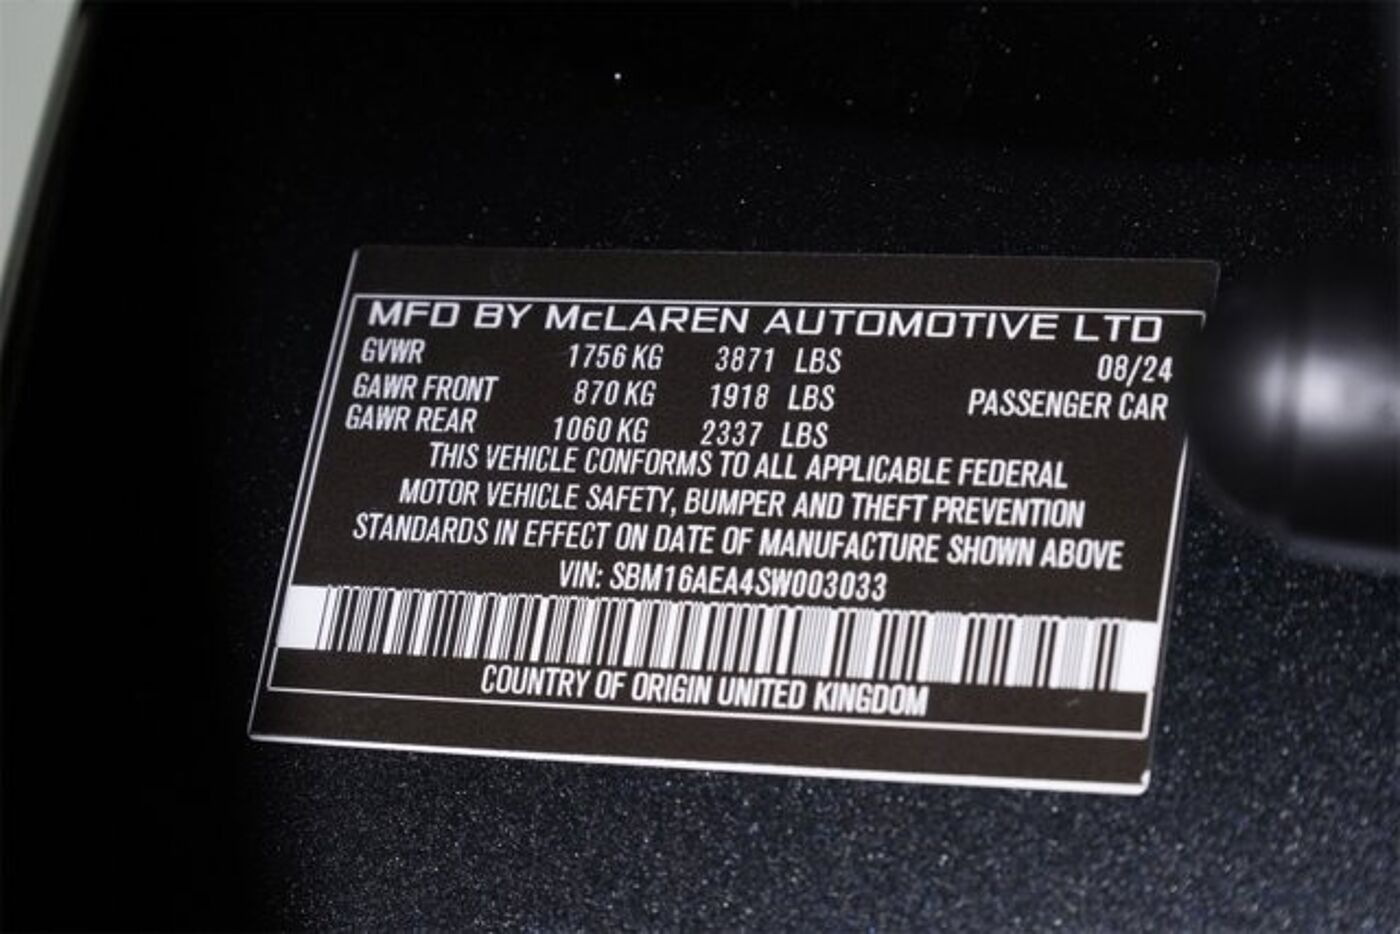 MFD BY McLAREN AUTOMOTIVE LTD
GVWR 1756 KG 3871 LBS 08/24
GAWR FRONT 870 KG 1918 LBS PASSENGER CAR
GAWR REAR 1060 KG 2337 LBS
THIS VEHICLE CONFORMS TO ALL APPLICABLE FEDERAL
MOTOR VEHICLE SAFETY, BUMPER AND THEFT PREVENTION
STANDARDS IN EFFECT ON DATE OF MANUFACTURE SHOWN ABOVE
VIN: SBM16AEA4SW003033
COUNTRY OF ORIGIN UNITED KINGDOM